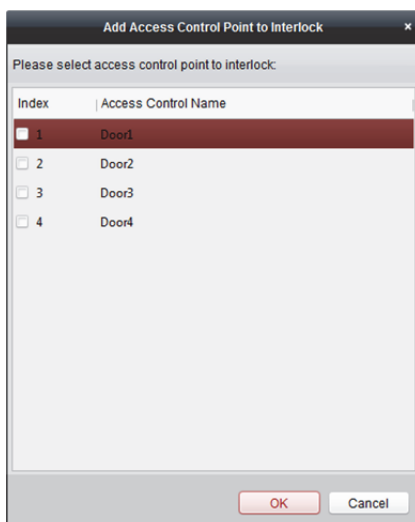 Add Access Control Point to Interlock ×
Please select access control point to interlock:
Index Access Control Name
1 Door1
2 Door2
3 Door3
4 Door4
OK Cancel